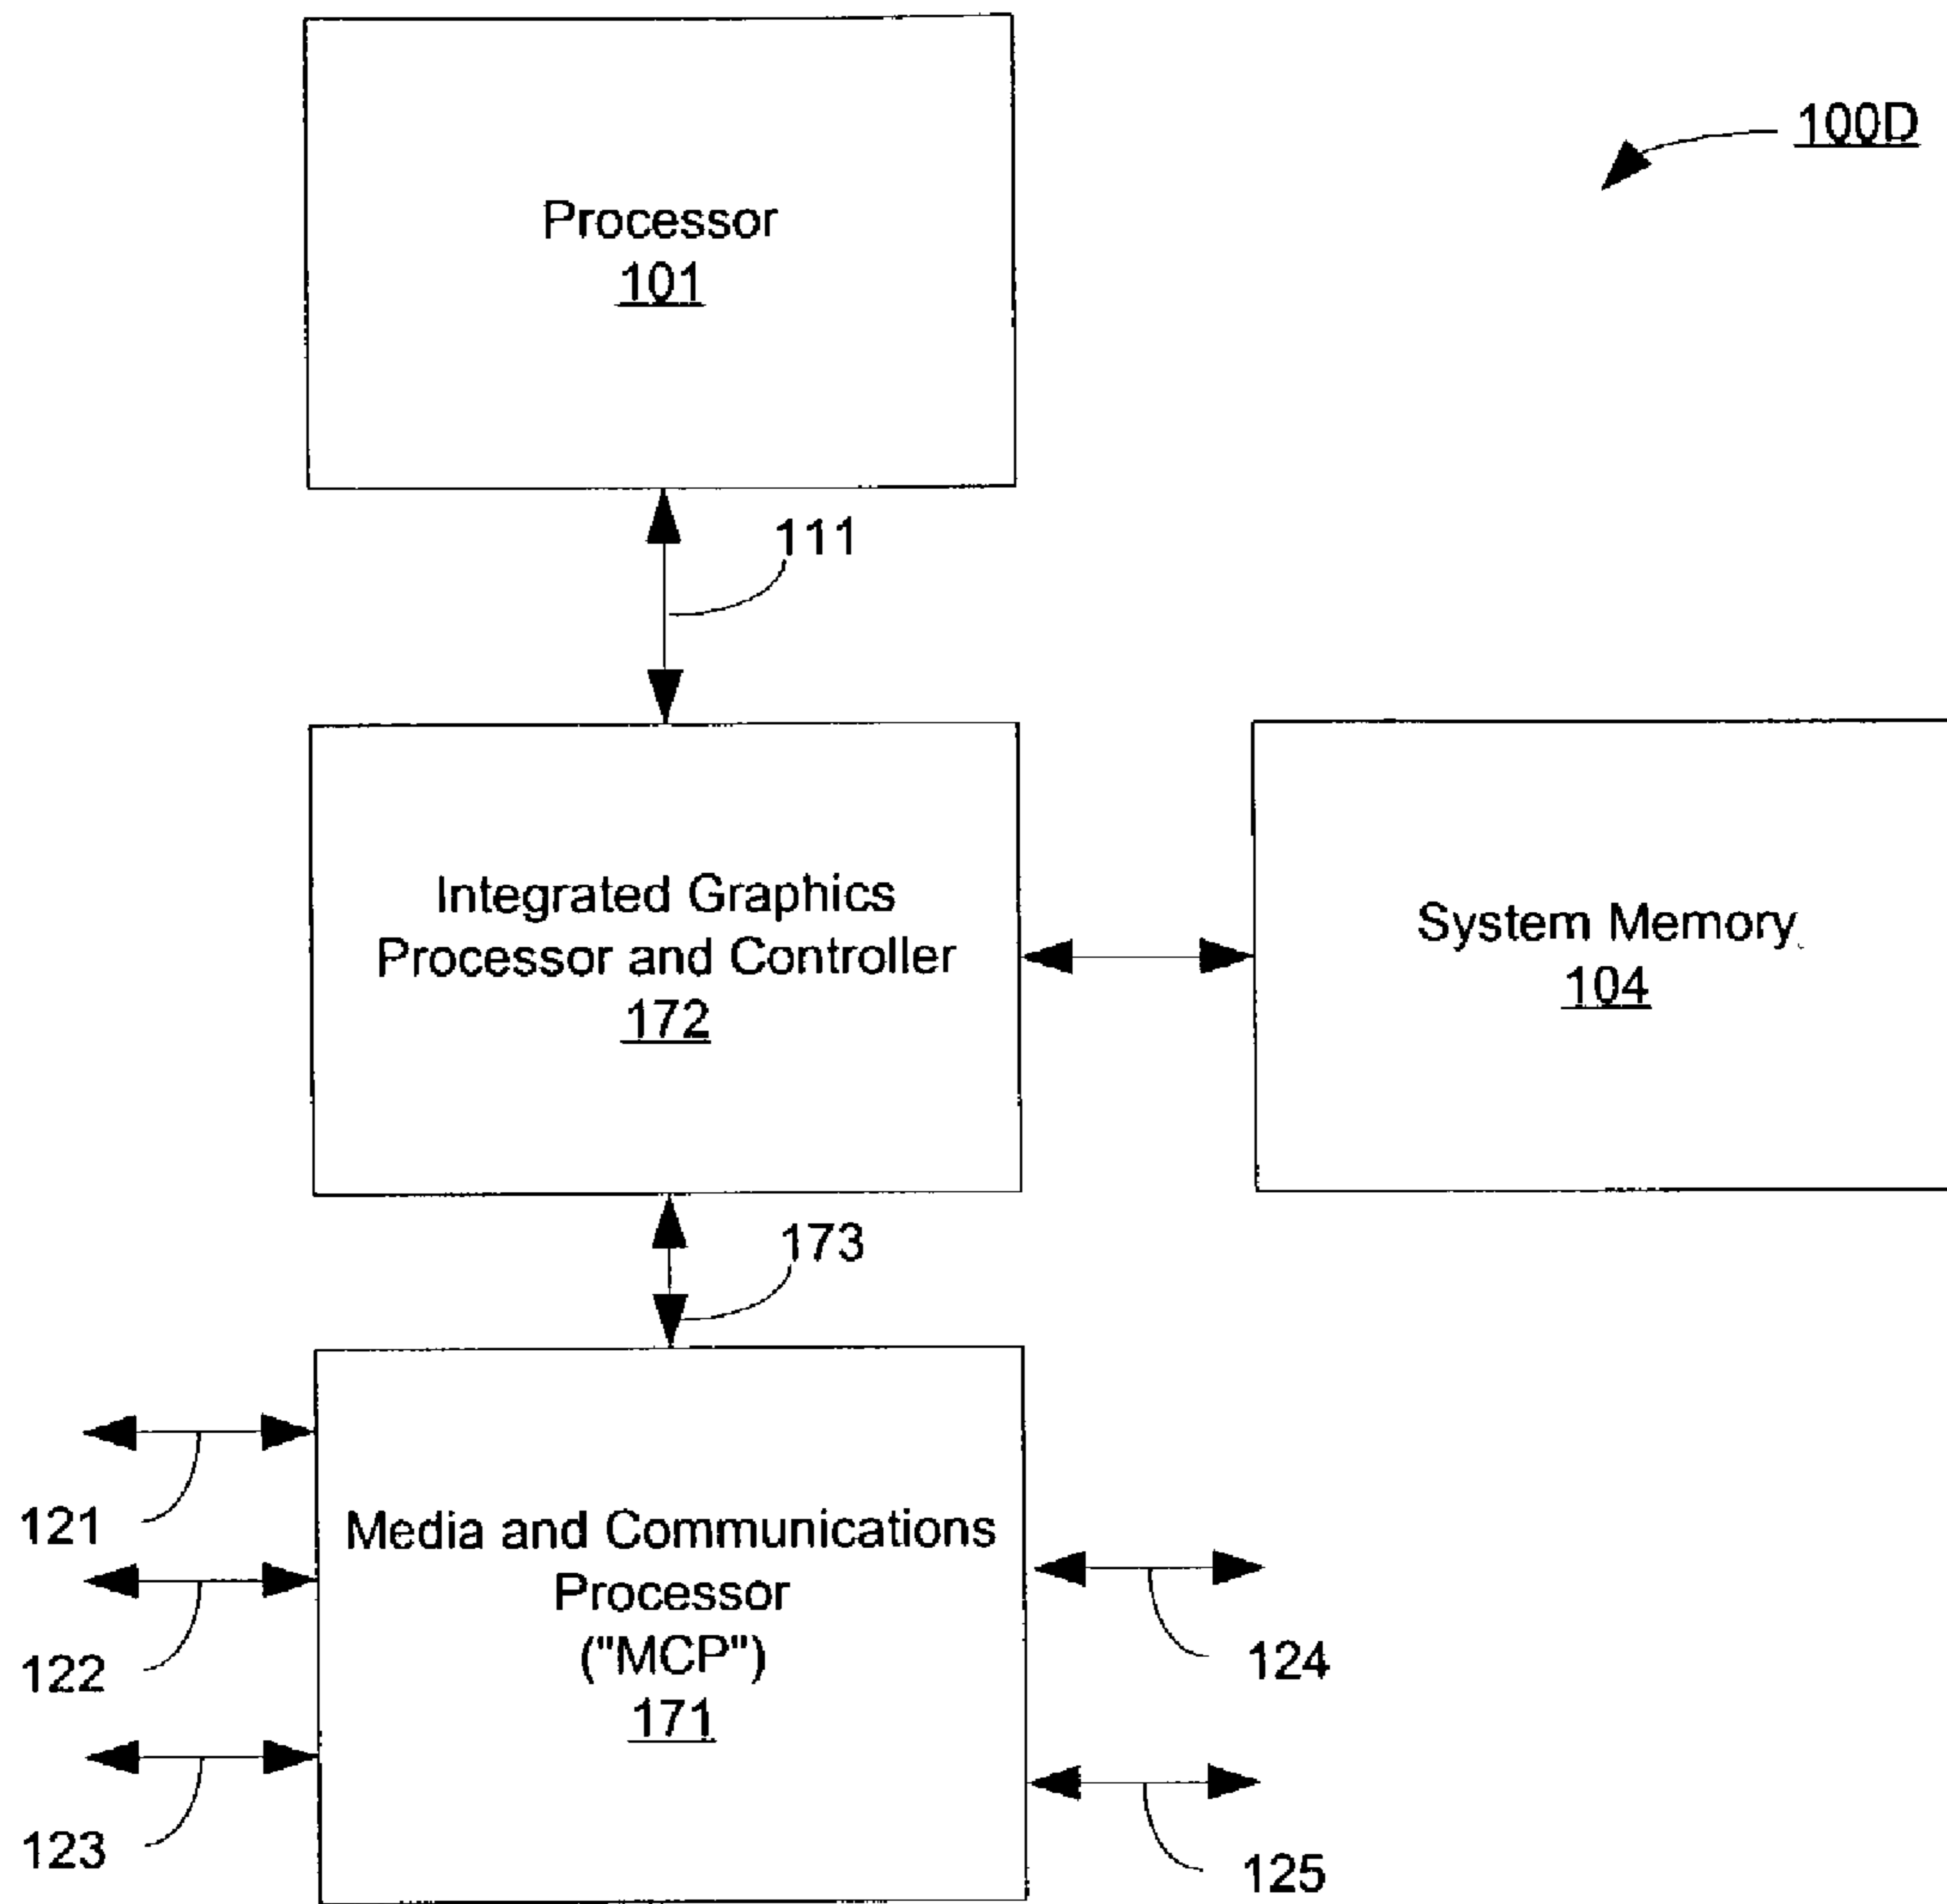 100D
Processor
101
111
Integrated Graphics
Processor and Controller
172
System Memory
104
173
Media and Communications
Processor
("MCP")
171
121
122
123
124
125